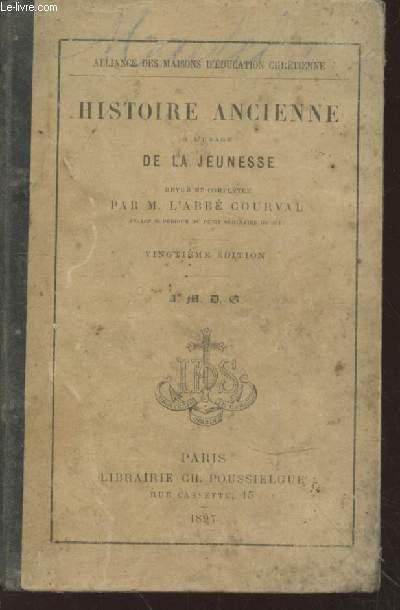 © Le-livre.com
ALLIANCE DES MAISONS D'ÉDUCATION CHRÉTIENNE
HISTOIRE ANCIENNE
A L'USAGE
DE LA JEUNESSE
REVUE ET COMPLÉTÉE
PAR M. L'ABBÉ COURVAL
VINGTIÈME ÉDITION
A. M. D. G.
IHS
PARIS
LIBRAIRIE CH. POUSSIELGUE
RUE CASSETTE, 15
1897